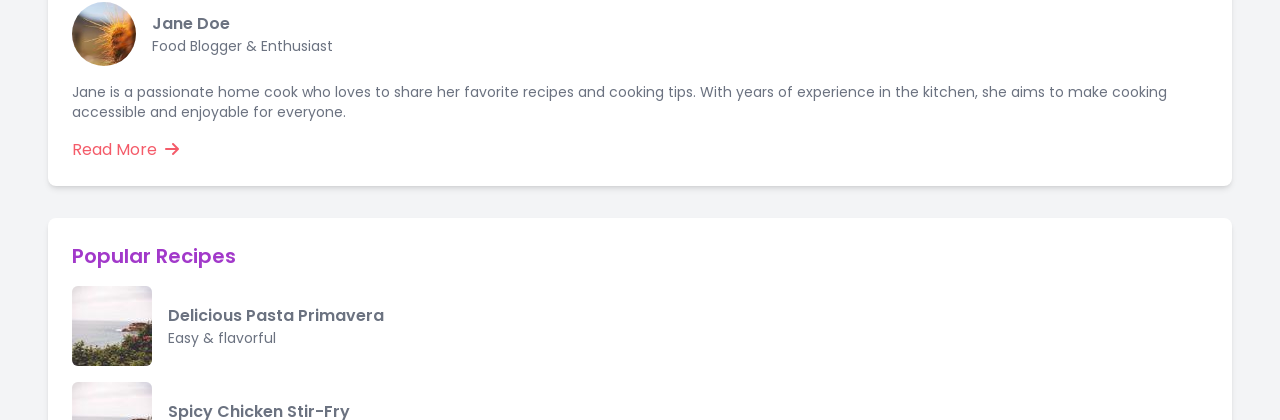 Jane Doe
Food Blogger & Enthusiast
Jane is a passionate home cook who loves to share her favorite recipes and cooking tips. With years of experience in the kitchen, she aims to make cooking
accessible and enjoyable for everyone.
Read More
Popular Recipes
Delicious Pasta Primavera
Easy & flavorful
Spicy Chicken Stir-Fry